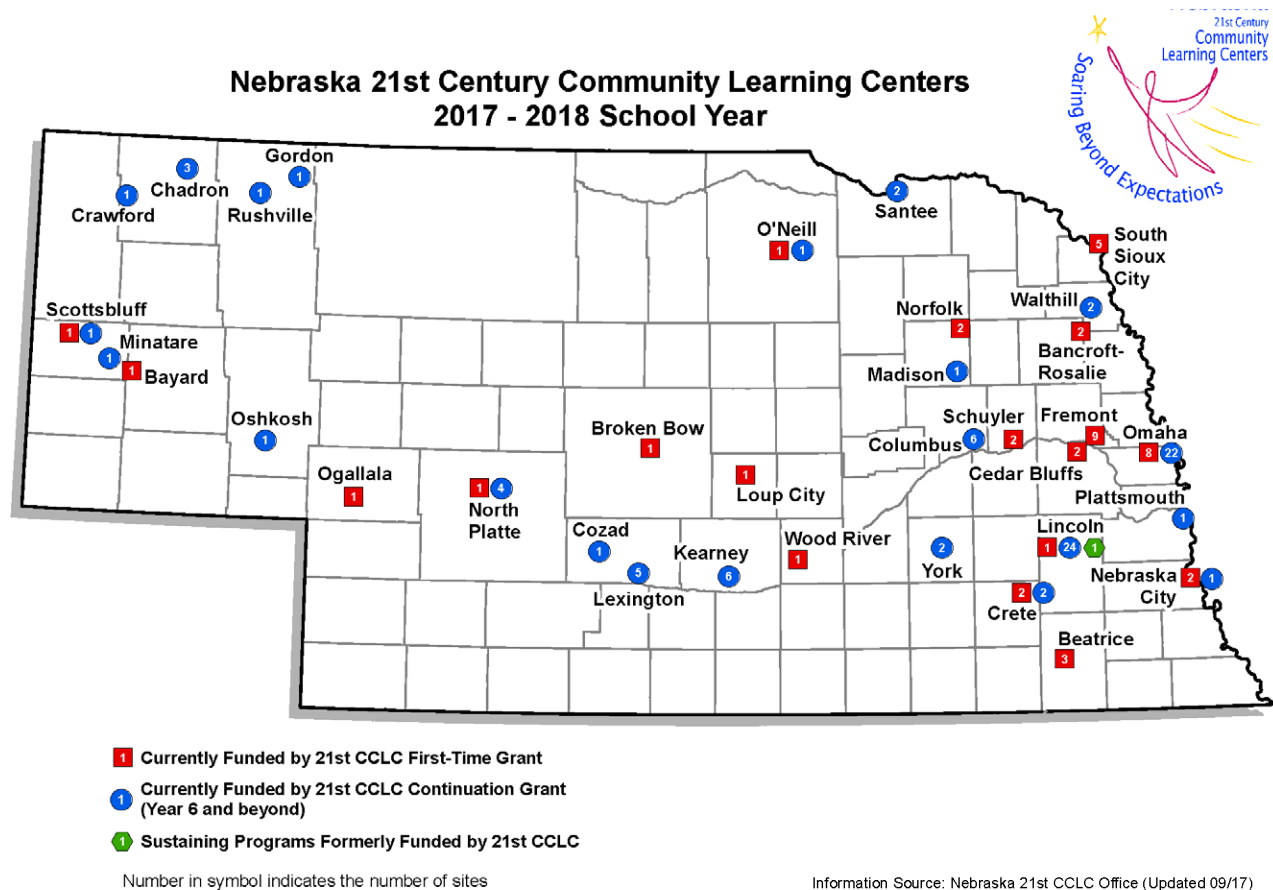 21st Century
Community
Learning Centers
Soaring Beyond Expectations
Nebraska 21st Century Community Learning Centers
2017 - 2018 School Year
Gordon
1
3
Chadron
1
Rushville
1
Crawford
2
Santee
O'Neill
1 1
5
South
Sioux
City
Scottsbluff
1 1
Minatare
1
1
Bayard
Norfolk
2
Walthill
2
2
Bancroft-
Rosalie
Madison
1
Oshkosh
1
Broken Bow
1
Schuyler
2
Columbus
6
Fremont
9
2
Cedar Bluffs
Omaha
8 22
Ogallala
1
1 4
North
Platte
1
Loup City
Plattsmouth
1
Cozad
1
5
Lexington
Kearney
6
Wood River
1
2
York
Lincoln
1 24 1
Nebraska
City
2 1
2 2
Crete
Beatrice
3
1 Currently Funded by 21st CCLC First-Time Grant
1 Currently Funded by 21st CCLC Continuation Grant
(Year 6 and beyond)
1 Sustaining Programs Formerly Funded by 21st CCLC
Number in symbol indicates the number of sites
Information Source: Nebraska 21st CCLC Office (Updated 09/17)